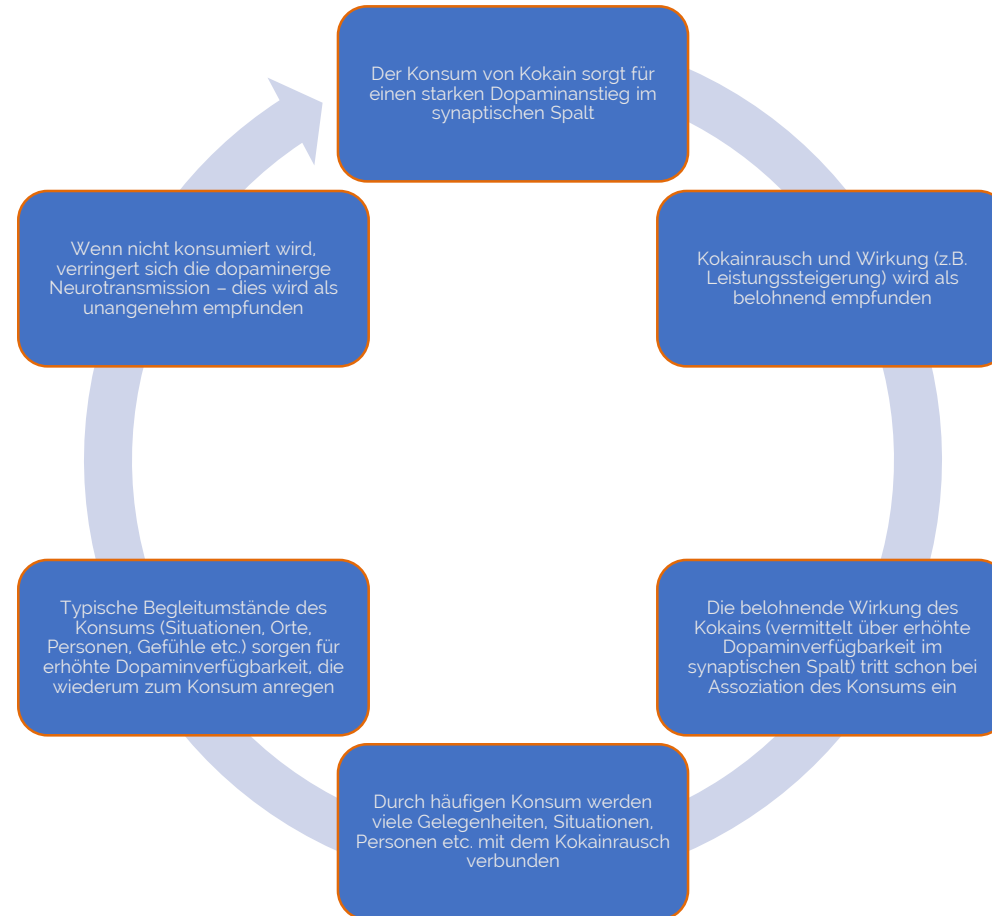 Der Konsum von Kokain sorgt für
einen starken Dopaminanstieg im
synaptischen Spalt
Kokainrausch und Wirkung (z.B.
Leistungssteigerung) wird als
belohnend empfunden
Die belohnende Wirkung des
Kokains (vermittelt über erhöhte
Dopaminverfügbarkeit im
synaptischen Spalt) tritt schon bei
Assoziation des Konsums ein
Durch häufigen Konsum werden
viele Gelegenheiten, Situationen,
Personen etc. mit dem Kokainrausch
verbunden
Typische Begleitumstände des
Konsums (Situationen, Orte,
Personen, Gefühle etc.) sorgen für
erhöhte Dopaminverfügbarkeit, die
wiederum zum Konsum anregen
Wenn nicht konsumiert wird,
verringert sich die dopaminerge
Neurotransmission – dies wird als
unangenehm empfunden